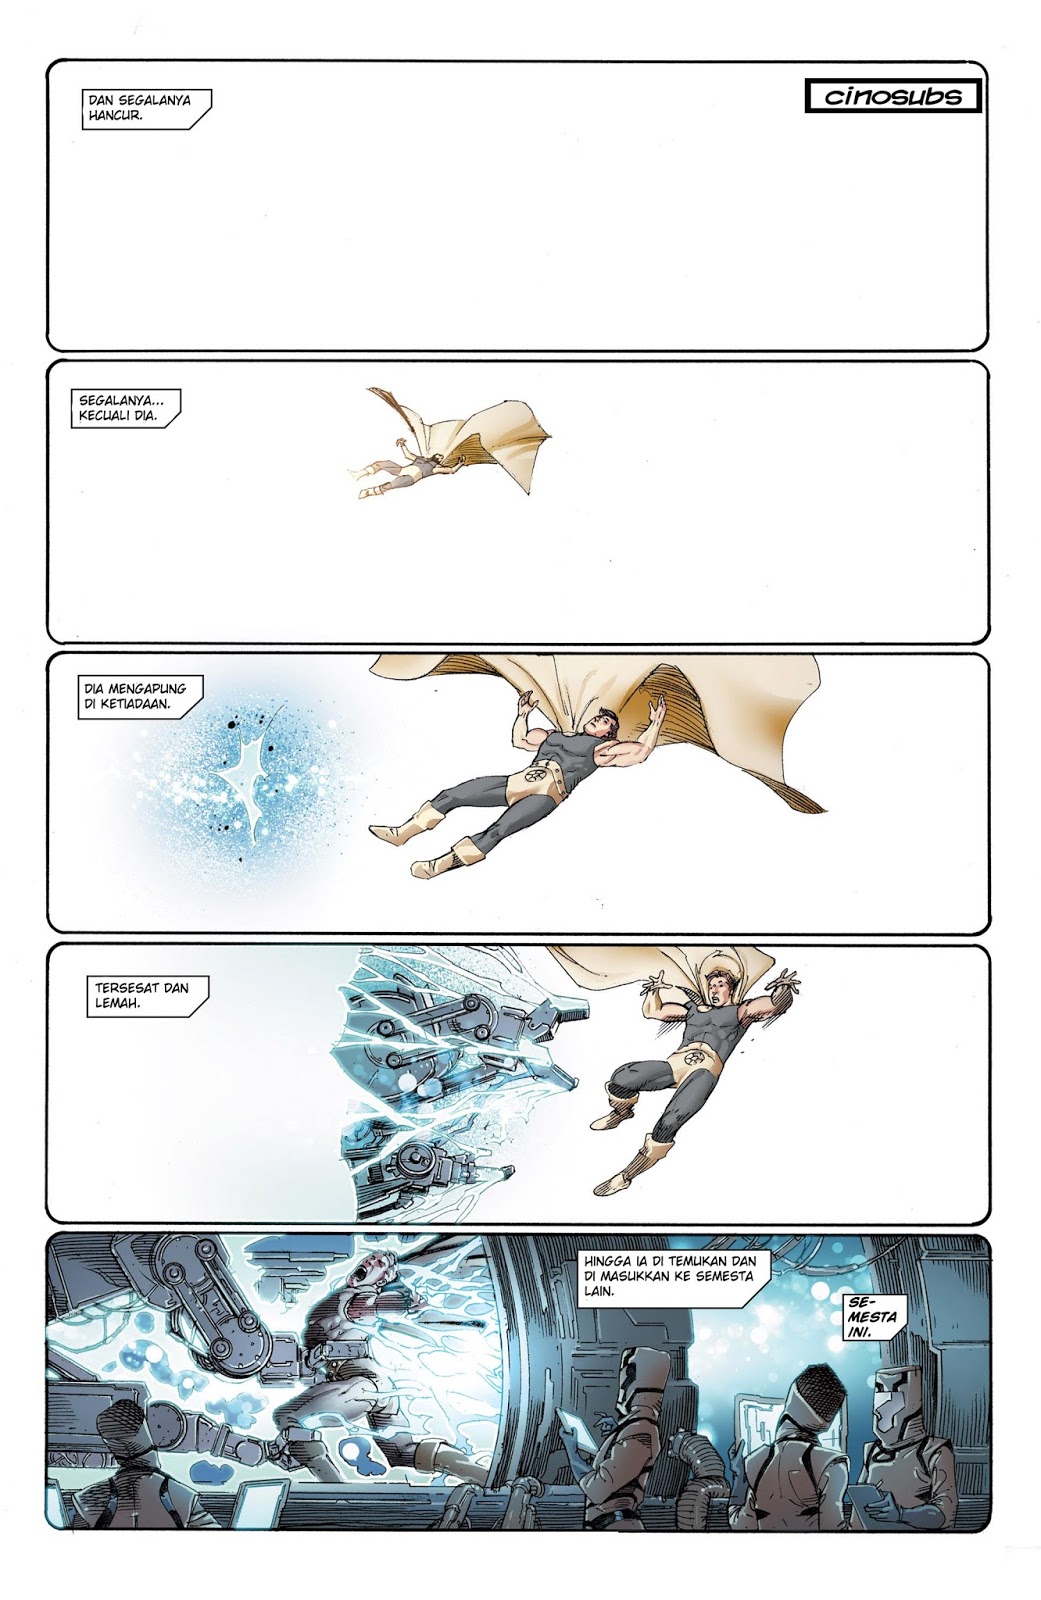 DAN SEGALANYA
HANCUR.
cinosubs
SEGALANYA...
KECUALI DIA.
DIA MENGAPUNG
DI KETIADAAN.
TERSESAT DAN
LEMAH.
HINGGA IA DI TEMUKAN DAN
DI MASUKKAN KE SEMESTA
LAIN.
SE-
MESTA
INI.